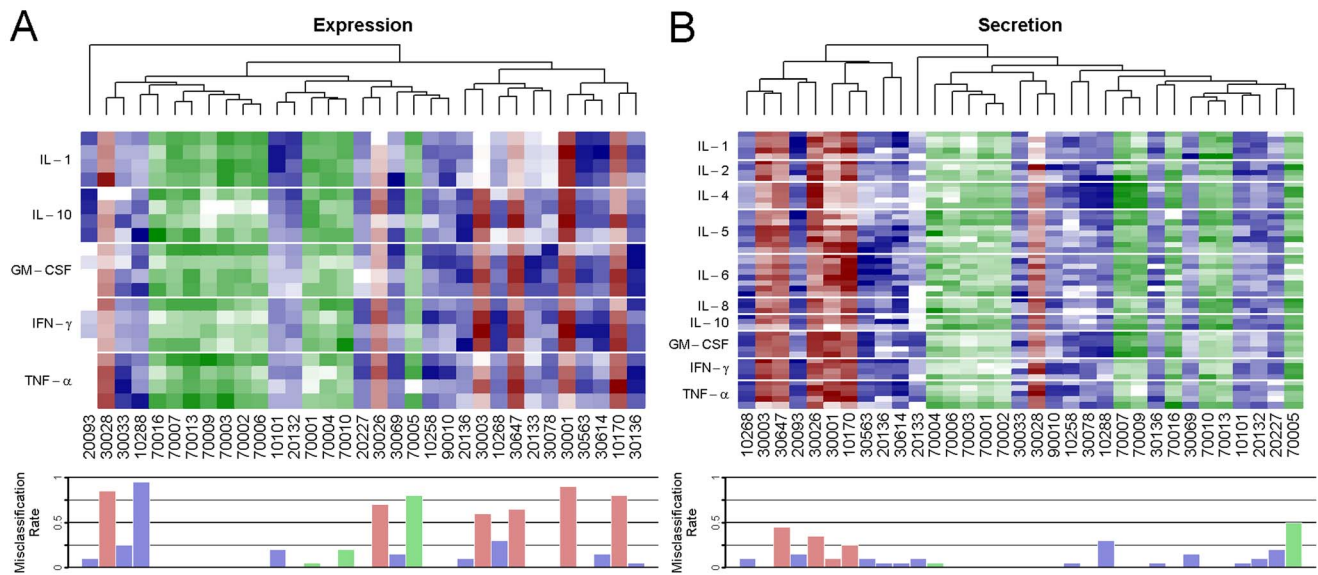 A
Expression
IL-1
IL-10
GM-CSF
IFN-γ
TNF-α
20093 30028 30033 10288 70016 70007 70013 70009 70003 70002 70006 10101 20132 70001 70004 70010 20227 30026 30069 70005 10258 90010 20136 30003 10268 30647 20133 30078 30001 30563 30614 10170 30136
Misclassification
Rate
1
0.5
0
B
Secretion
IL-1
IL-2
IL-4
IL-5
IL-6
IL-8
IL-10
GM-CSF
IFN-γ
TNF-α
10268 30003 30647 20093 30026 30001 10170 30563 20136 30614 20133 70004 70006 70003 70001 70002 30033 30028 90010 10258 30078 10288 70007 70009 30136 70016 30069 70010 70013 10101 20132 20227 70005
Misclassification
Rate
1
0.5
0